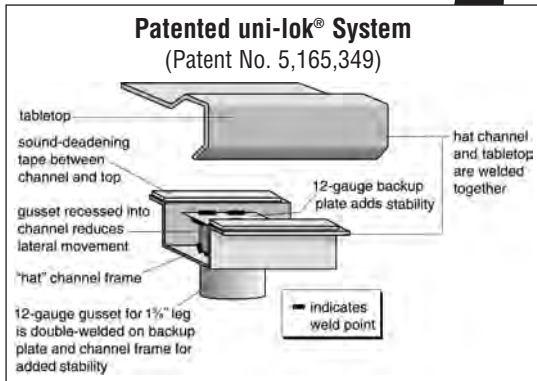 Patented uni-lok® System
(Patent No. 5,165,349)
tabletop
sound-deadening
tape between
channel and top
gusset recessed into
channel reduces
lateral movement
"hat" channel frame
12-gauge gusset for 1⅝" leg
is double-welded on backup
plate and channel frame for
added stability
12-gauge backup
plate adds stability
hat channel
and tabletop
are welded
together
indicates
weld point